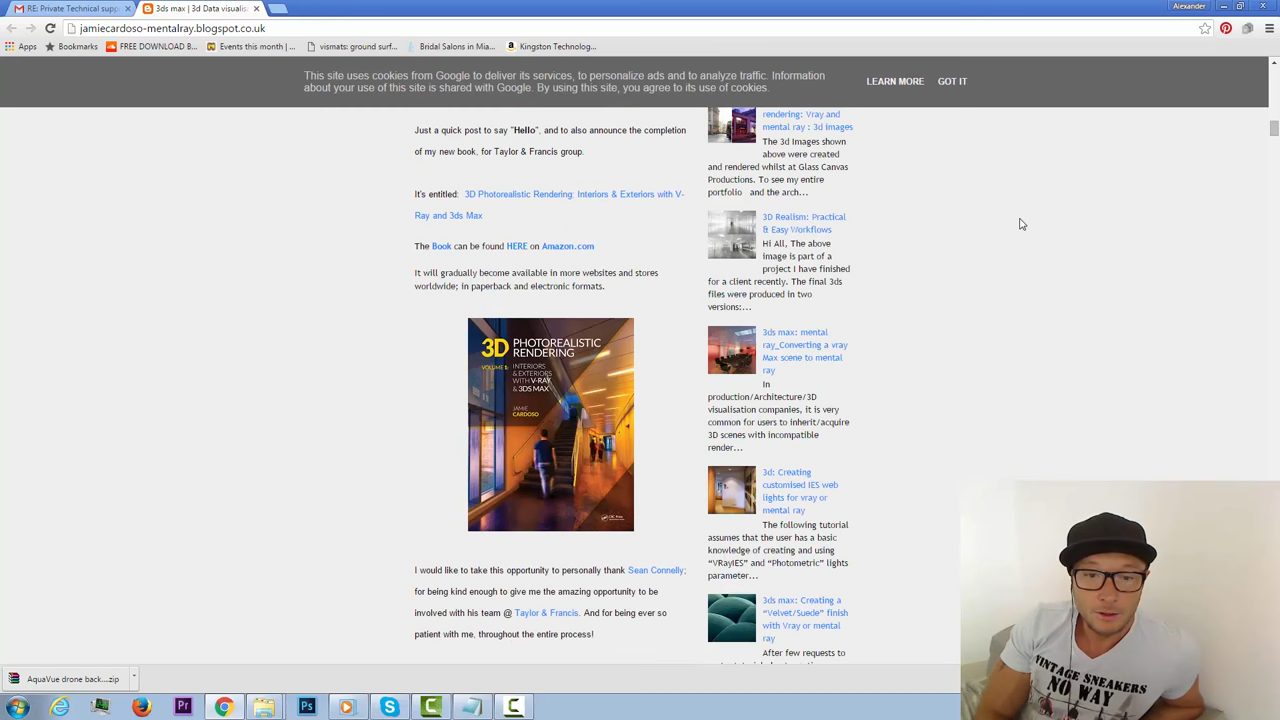 RE: Private Technical supp
3ds max | 3d Data visualis
Alexander
jamiecardoso-mentalray.blogspot.co.uk
Apps
Bookmarks
FREE DOWNLOAD B...
Events this month | ...
vismats: ground surf...
Bridal Salons in Mia...
Kingston Technolog...
This site uses cookies from Google to deliver its services, to personalize ads and to analyze traffic. Information
about your use of this site is shared with Google. By using this site, you agree to its use of cookies.
LEARN MORE
GOT IT
Just a quick post to say "Hello", and to also announce the completion
of my new book, for Taylor & Francis group.
It's entitled: 3D Photorealistic Rendering: Interiors & Exteriors with V-
Ray and 3ds Max
The Book can be found HERE on Amazon.com
It will gradually become available in more websites and stores
worldwide; in paperback and electronic formats.
3D PHOTOREALISTIC
RENDERING
VOLUME 1:
INTERIORS
& EXTERIORS
WITH V-RAY
& 3DS MAX
JAMIE
CARDOSO
CRC Press
I would like to take this opportunity to personally thank Sean Connelly;
for being kind enough to give me the amazing opportunity to be
involved with his team @ Taylor & Francis. And for being ever so
patient with me, throughout the entire process!
rendering: Vray and
mental ray : 3d images
The 3d Images shown
above were created
and rendered whilst at Glass Canvas
Productions. To see my entire
portfolio and the arch...
3D Realism: Practical
& Easy Workflows
Hi All, The above
image is part of a
project I have finished
for a client recently. The final 3ds
files were produced in two
versions:...
3ds max: mental
ray_Converting a vray
Max scene to mental
ray
In
production/Architecture/3D
visualisation companies, it is very
common for users to inherit/acquire
3D scenes with incompatible
render...
3d: Creating
customised IES web
lights for vray or
mental ray
The following tutorial
assumes that the user has a basic
knowledge of creating and using
“VRayIES” and “Photometric” lights
parameter...
3ds max: Creating a
“Velvet/Suede” finish
with Vray or mental
ray
After few requests to
VINTAGE SNEAKERS
NO WAY
AquaVue drone back....zip
Pr
Ps